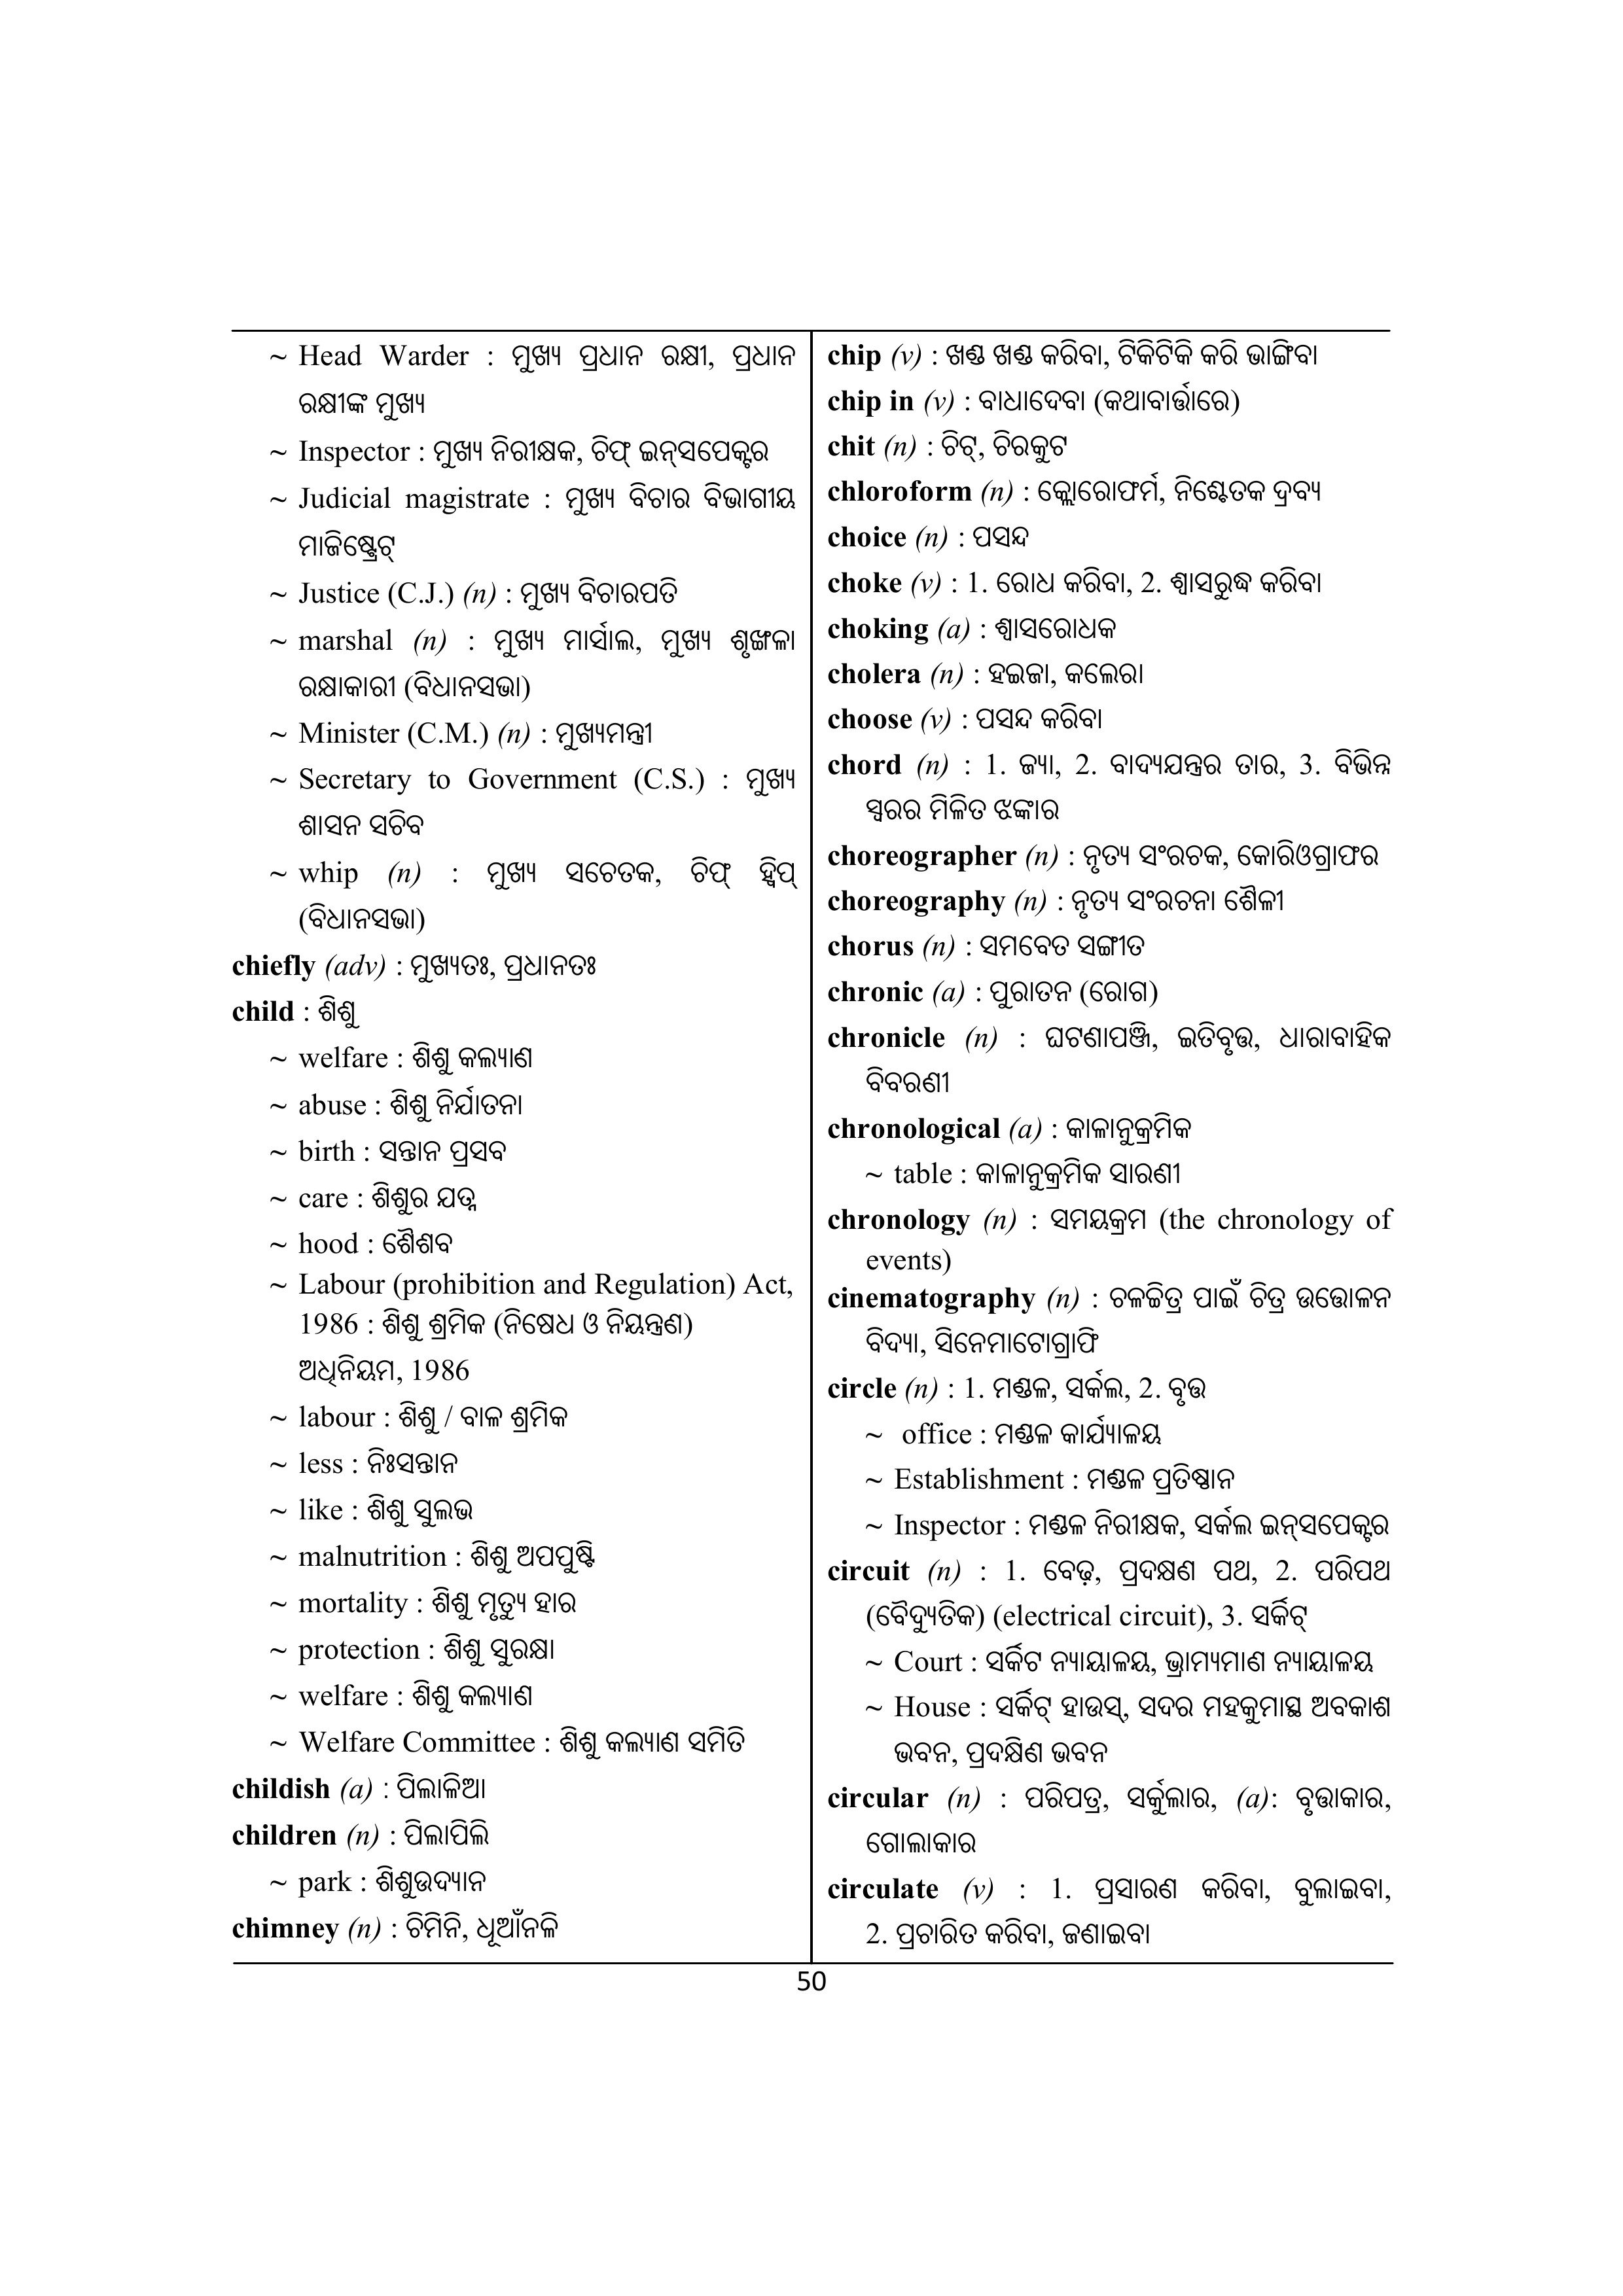 ~ Head Warder : ମୁଖ୍ୟ ପ୍ରଧାନ ରକ୍ଷୀ, ପ୍ରଧାନ
ରକ୍ଷୀଙ୍କ ମୁଖ୍ୟ
~ Inspector : ମୁଖ୍ୟ ନିରୀକ୍ଷକ, ଚିଫ୍ ଇନ୍‌ସପେକ୍ଟର
~ Judicial magistrate : ମୁଖ୍ୟ ବିଚାର ବିଭାଗୀୟ
ମାଜିଷ୍ଟ୍ରେଟ୍
~ Justice (C.J.) (n) : ମୁଖ୍ୟ ବିଚାରପତି
~ marshal (n) : ମୁଖ୍ୟ ମାର୍ସାଲ, ମୁଖ୍ୟ ଶୃଙ୍ଖଳା
ରକ୍ଷାକାରୀ (ବିଧାନସଭା)
~ Minister (C.M.) (n) : ମୁଖ୍ୟମନ୍ତ୍ରୀ
~ Secretary to Government (C.S.) : ମୁଖ୍ୟ
ଶାସନ ସଚିବ
~ whip (n) : ମୁଖ୍ୟ ସଚେତକ, ଚିଫ୍ ହ୍ୱିପ୍
(ବିଧାନସଭା)
chiefly (adv) : ମୁଖ୍ୟତଃ, ପ୍ରଧାନତଃ
child : ଶିଶୁ
~ welfare : ଶିଶୁ କଲ୍ୟାଣ
~ abuse : ଶିଶୁ ନିର୍ଯାତନା
~ birth : ସନ୍ତାନ ପ୍ରସବ
~ care : ଶିଶୁର ଯତ୍ନ
~ hood : ଶୈଶବ
~ Labour (prohibition and Regulation) Act,
1986 : ଶିଶୁ ଶ୍ରମିକ (ନିଷେଧ ଓ ନିୟନ୍ତ୍ରଣ)
ଅଧିନିୟମ, 1986
~ labour : ଶିଶୁ / ବାଳ ଶ୍ରମିକ
~ less : ନିଃସନ୍ତାନ
~ like : ଶିଶୁ ସୁଲଭ
~ malnutrition : ଶିଶୁ ଅପପୁଷ୍ଟି
~ mortality : ଶିଶୁ ମୃତ୍ୟୁ ହାର
~ protection : ଶିଶୁ ସୁରକ୍ଷା
~ welfare : ଶିଶୁ କଲ୍ୟାଣ
~ Welfare Committee : ଶିଶୁ କଲ୍ୟାଣ ସମିତି
childish (a) : ପିଲାଳିଆ
children (n) : ପିଲାପିଲି
~ park : ଶିଶୁଉଦ୍ୟାନ
chimney (n) : ଚିମିନି, ଧୂଆଁନଳି
chip (v) : ଖଣ୍ଡ ଖଣ୍ଡ କରିବା, ଟିକିଟିକି କରି ଭାଙ୍ଗିବା
chip in (v) : ବାଧାଦେବା (କଥାବାର୍ତ୍ତାରେ)
chit (n) : ଚିଟ୍, ଚିରକୁଟ
chloroform (n) : କ୍ଲୋରୋଫର୍ମ, ନିଶ୍ଚେତକ ଦ୍ରବ୍ୟ
choice (n) : ପସନ୍ଦ
choke (v) : 1. ରୋଧ କରିବା, 2. ଶ୍ୱାସରୁଦ୍ଧ କରିବା
choking (a) : ଶ୍ୱାସରୋଧକ
cholera (n) : ହଇଜା, କଲେରା
choose (v) : ପସନ୍ଦ କରିବା
chord (n) : 1. ଜ୍ୟା, 2. ବାଦ୍ୟଯନ୍ତ୍ରର ତାର, 3. ବିଭିନ୍ନ
ସ୍ୱରର ମିଳିତ ଝଙ୍କାର
choreographer (n) : ନୃତ୍ୟ ସଂରଚକ, କୋରିଓଗ୍ରାଫର
choreography (n) : ନୃତ୍ୟ ସଂରଚନା ଶୈଳୀ
chorus (n) : ସମବେତ ସଙ୍ଗୀତ
chronic (a) : ପୁରାତନ (ରୋଗ)
chronicle (n) : ଘଟଣାପଞ୍ଜି, ଇତିବୃତ୍ତ, ଧାରାବାହିକ
ବିବରଣୀ
chronological (a) : କାଳାନୁକ୍ରମିକ
~ table : କାଳାନୁକ୍ରମିକ ସାରଣୀ
chronology (n) : ସମୟକ୍ରମ (the chronology of
events)
cinematography (n) : ଚଳଚ୍ଚିତ୍ର ପାଇଁ ଚିତ୍ର ଉତ୍ତୋଳନ
ବିଦ୍ୟା, ସିନେମାଟୋଗ୍ରାଫି
circle (n) : 1. ମଣ୍ଡଳ, ସର୍କଲ, 2. ବୃତ୍ତ
~ office : ମଣ୍ଡଳ କାର୍ଯ୍ୟାଳୟ
~ Establishment : ମଣ୍ଡଳ ପ୍ରତିଷ୍ଠାନ
~ Inspector : ମଣ୍ଡଳ ନିରୀକ୍ଷକ, ସର୍କଲ ଇନ୍‌ସପେକ୍ଟର
circuit (n) : 1. ବେଢ଼, ପ୍ରଦକ୍ଷଣ ପଥ, 2. ପରିପଥ
(ବୈଦ୍ୟୁତିକ) (electrical circuit), 3. ସର୍କିଟ୍
~ Court : ସର୍କିଟ ନ୍ୟାୟାଳୟ, ଭ୍ରାମ୍ୟମାଣ ନ୍ୟାୟାଳୟ
~ House : ସର୍କିଟ୍ ହାଉସ୍, ସଦର ମହକୁମାସ୍ଥ ଅବକାଶ
ଭବନ, ପ୍ରଦକ୍ଷିଣ ଭବନ
circular (n) : ପରିପତ୍ର, ସର୍କୁଲାର, (a): ବୃତ୍ତାକାର,
ଗୋଲାକାର
circulate (v) : 1. ପ୍ରସାରଣ କରିବା, ବୁଲାଇବା,
2. ପ୍ରଚାରିତ କରିବା, ଜଣାଇବା
50